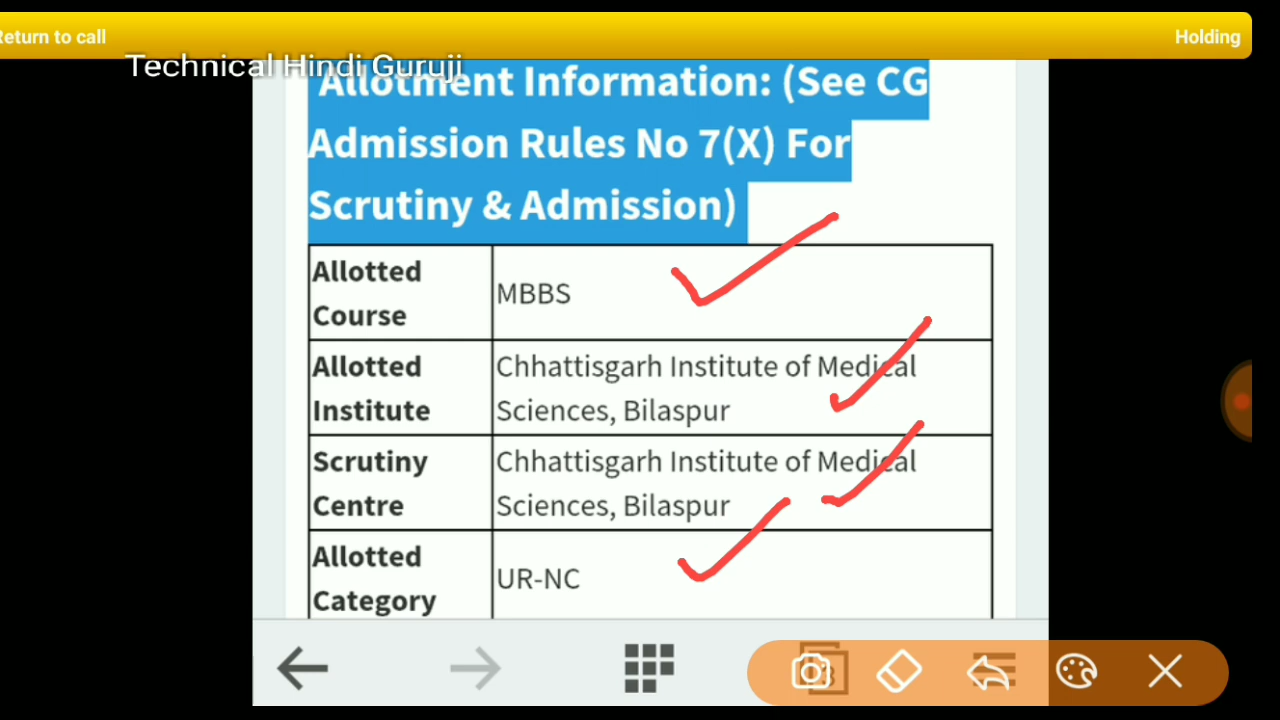 Return to call
Holding
Technical Hindi Guruji
Allotment Information: (See CG
Admission Rules No 7(X) For
Scrutiny & Admission)
Allotted
Course
MBBS
Allotted
Institute
Chhattisgarh Institute of Medical
Sciences, Bilaspur
Scrutiny
Centre
Chhattisgarh Institute of Medical
Sciences, Bilaspur
Allotted
Category
UR-NC